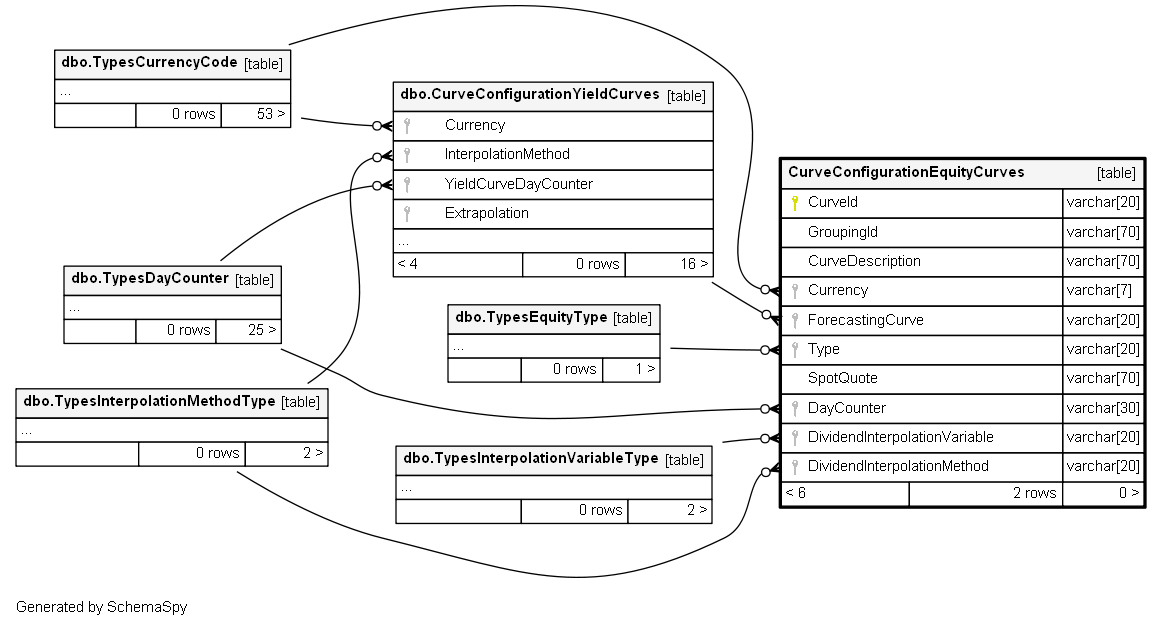 dbo.TypesCurrencyCode [table]
...
0 rows 53 >
dbo.CurveConfigurationYieldCurves [table]
Currency
InterpolationMethod
YieldCurveDayCounter
Extrapolation
...
< 4 0 rows 16 >
CurveConfigurationEquityCurves [table]
CurveId varchar[20]
GroupingId varchar[70]
CurveDescription varchar[70]
Currency varchar[7]
ForecastingCurve varchar[20]
Type varchar[20]
SpotQuote varchar[70]
DayCounter varchar[30]
DividendInterpolationVariable varchar[20]
DividendInterpolationMethod varchar[20]
< 6 2 rows 0 >
dbo.TypesDayCounter [table]
...
0 rows 25 >
dbo.TypesEquityType [table]
...
0 rows 1 >
dbo.TypesInterpolationMethodType [table]
...
0 rows 2 >
dbo.TypesInterpolationVariableType [table]
...
0 rows 2 >
Generated by SchemaSpy